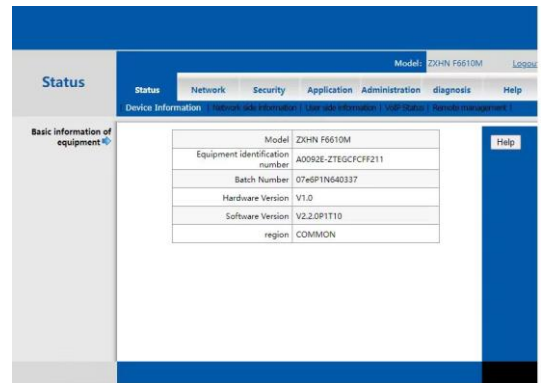 Model: ZXHN F6610M Logou
Status
Status Network Security Application Administration diagnosis Help
Device Information | Network side information | User side information | VoIP Status | Remote management |
Basic information of
equipment
Help
Model ZXHN F6610M
Equipment identification
number A0092E-ZTEGCFCFF211
Batch Number 07e6P1N640337
Hardware Version V1.0
Software Version V2.2.0P1T10
region COMMON